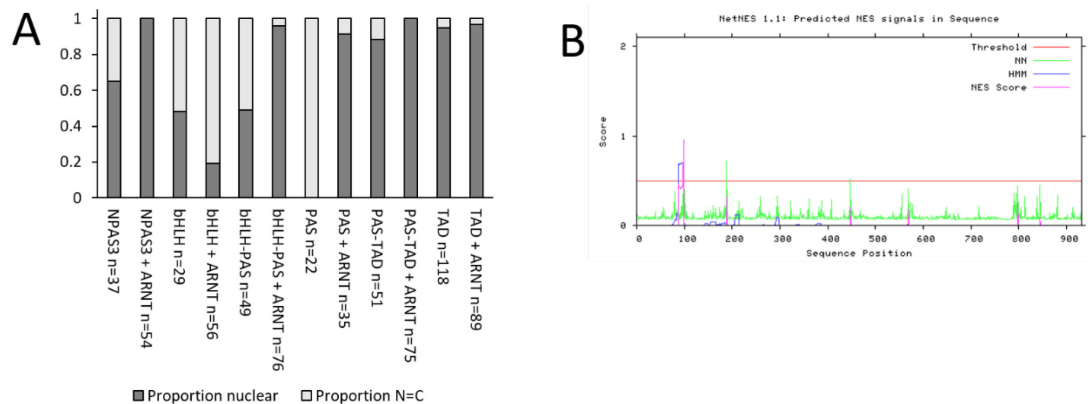 A
1
0.8
0.6
0.4
0.2
0
NPAS3 n=37
NPAS3 + ARNT n=54
bHLH n=29
bHLH + ARNT n=56
bHLH-PAS n=49
bHLH-PAS + ARNT n=76
PAS n=22
PAS + ARNT n=35
PAS-TAD n=51
PAS-TAD + ARNT n=75
TAD n=118
TAD + ARNT n=89
Proportion nuclear
Proportion N=C
B
NetNES 1.1: Predicted NES signals in Sequence
Threshold
NN
HMM
NES Score
2
1
0
Score
0 100 200 300 400 500 600 700 800 900
Sequence Position